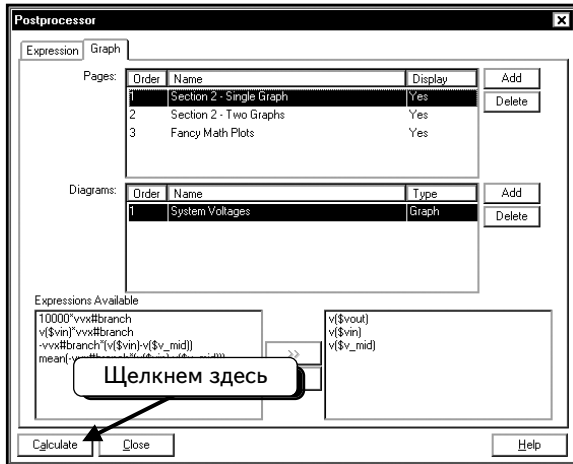 Postprocessor
Expression Graph
Pages: Order Name Display Add
1 Section 2 - Single Graph Yes Delete
2 Section 2 - Two Graphs Yes
3 Fancy Math Plots Yes
Diagrams: Order Name Type Add
1 System Voltages Graph Delete
Expressions Available
10000*vvx#branch
v($vin)*vvx#branch
-vvx#branch*(v($vin)-v($v_mid))
v($vout)
v($vin)
v($v_mid)
>>
Щелкнем здесь
Calculate Close Help